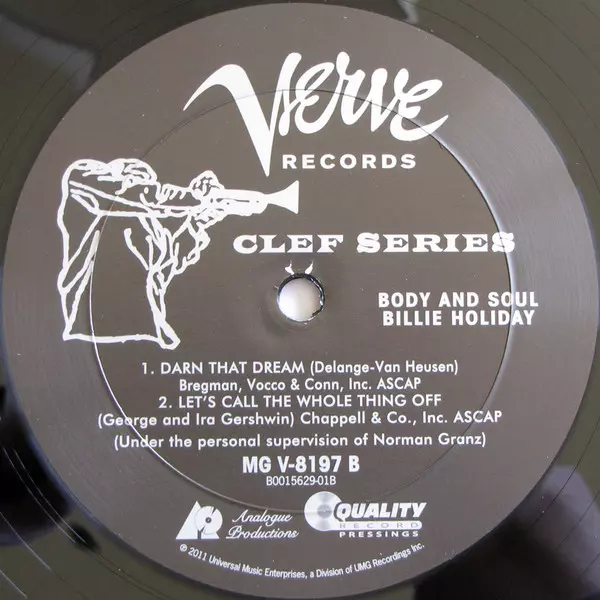 Verve
RECORDS
CLEF SERIES
BODY AND SOUL
BILLIE HOLIDAY
1. DARN THAT DREAM (Delange-Van Heusen)
Bregman, Vocco & Conn, Inc. ASCAP
2. LET'S CALL THE WHOLE THING OFF
(George and Ira Gershwin) Chappell & Co., Inc. ASCAP
(Under the personal supervision of Norman Granz)
MG V-8197 B
B0015629-01B
AP Analogue
Productions
QUALITY
RECORD
PRESSINGS
℗ 2011 Universal Music Enterprises, a Division of UMG Recordings Inc.